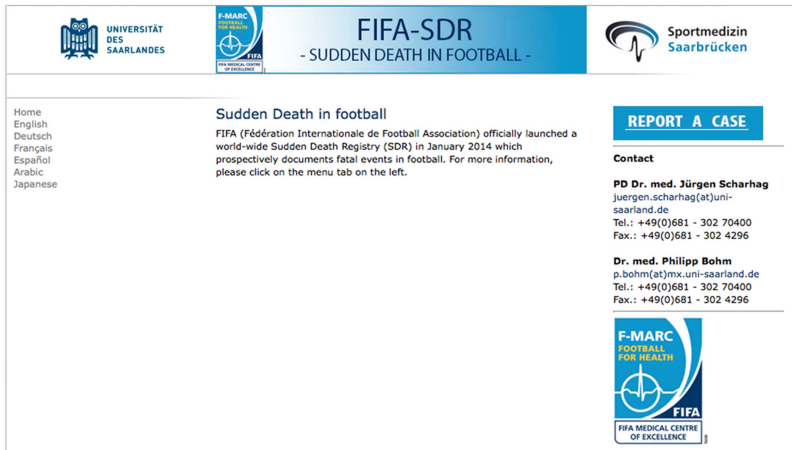 UNIVERSITÄT
DES
SAARLANDES
F-MARC
FOOTBALL
FOR HEALTH
FIFA
FIFA MEDICAL CENTRE
OF EXCELLENCE
FIFA-SDR
- SUDDEN DEATH IN FOOTBALL -
Sportmedizin
Saarbrücken
Home
English
Deutsch
Français
Español
Arabic
Japanese
Sudden Death in football
FIFA (Fédération Internationale de Football Association) officially launched a
world-wide Sudden Death Registry (SDR) in January 2014 which
prospectively documents fatal events in football. For more information,
please click on the menu tab on the left.
REPORT A CASE
Contact
PD Dr. med. Jürgen Scharhag
juergen.scharhag(at)uni-
saarland.de
Tel.: +49(0)681 - 302 70400
Fax.: +49(0)681 - 302 4296
Dr. med. Philipp Bohm
p.bohm(at)mx.uni-saarland.de
Tel.: +49(0)681 - 302 70400
Fax.: +49(0)681 - 302 4296
F-MARC
FOOTBALL
FOR HEALTH
FIFA
FIFA MEDICAL CENTRE
OF EXCELLENCE